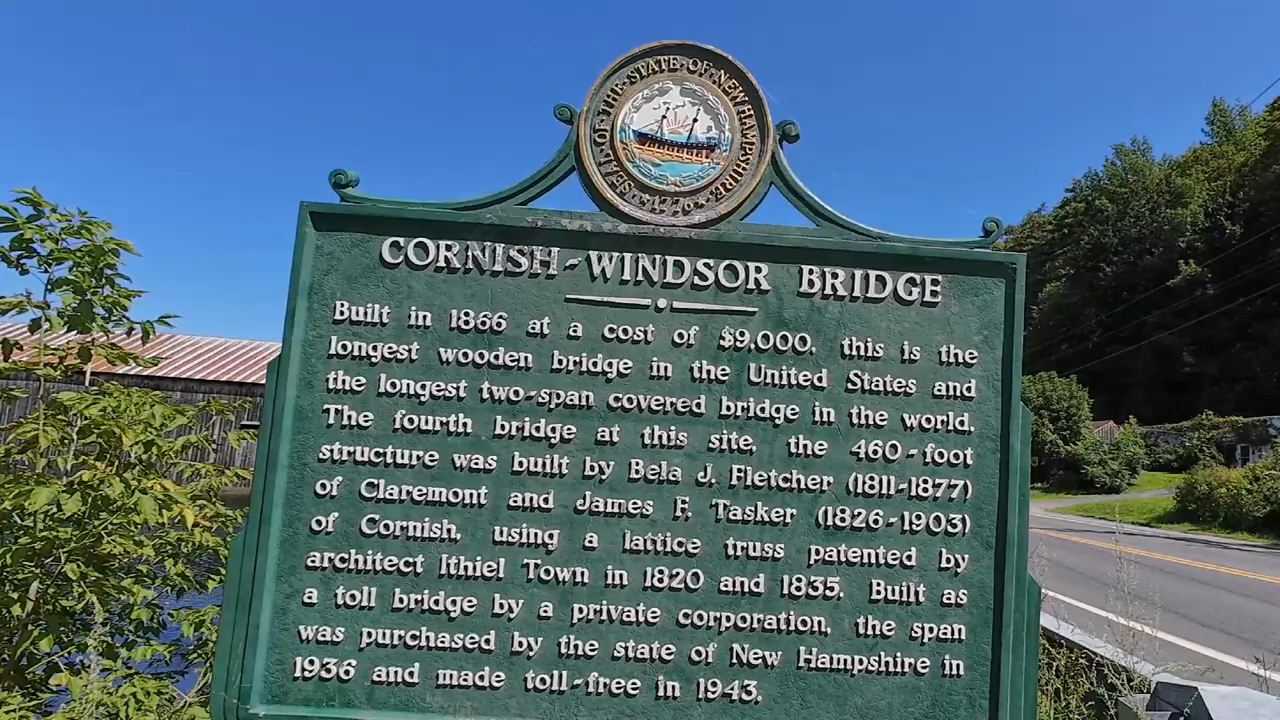 SEAL·OF·THE·STATE·OF·NEW HAMPSHIRE·
CORNISH-WINDSOR BRIDGE
Built in 1866 at a cost of $9,000, this is the
longest wooden bridge in the United States and
the longest two-span covered bridge in the world.
The fourth bridge at this site, the 460-foot
structure was built by Bela J. Fletcher (1811-1877)
of Claremont and James F. Tasker (1826-1903)
of Cornish, using a lattice truss patented by
architect Ithiel Town in 1820 and 1835. Built as
a toll bridge by a private corporation, the span
was purchased by the state of New Hampshire in
1936 and made toll-free in 1943.